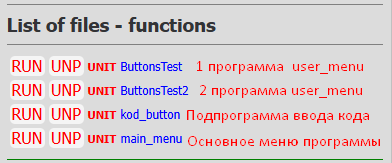 List of files - functions
RUN UNP UNIT ButtonsTest 1 программа user_menu
RUN UNP UNIT ButtonsTest2 2 программа user_menu
RUN UNP UNIT kod_button Подпрограмма ввода кода
RUN UNP UNIT main_menu Основное меню программы